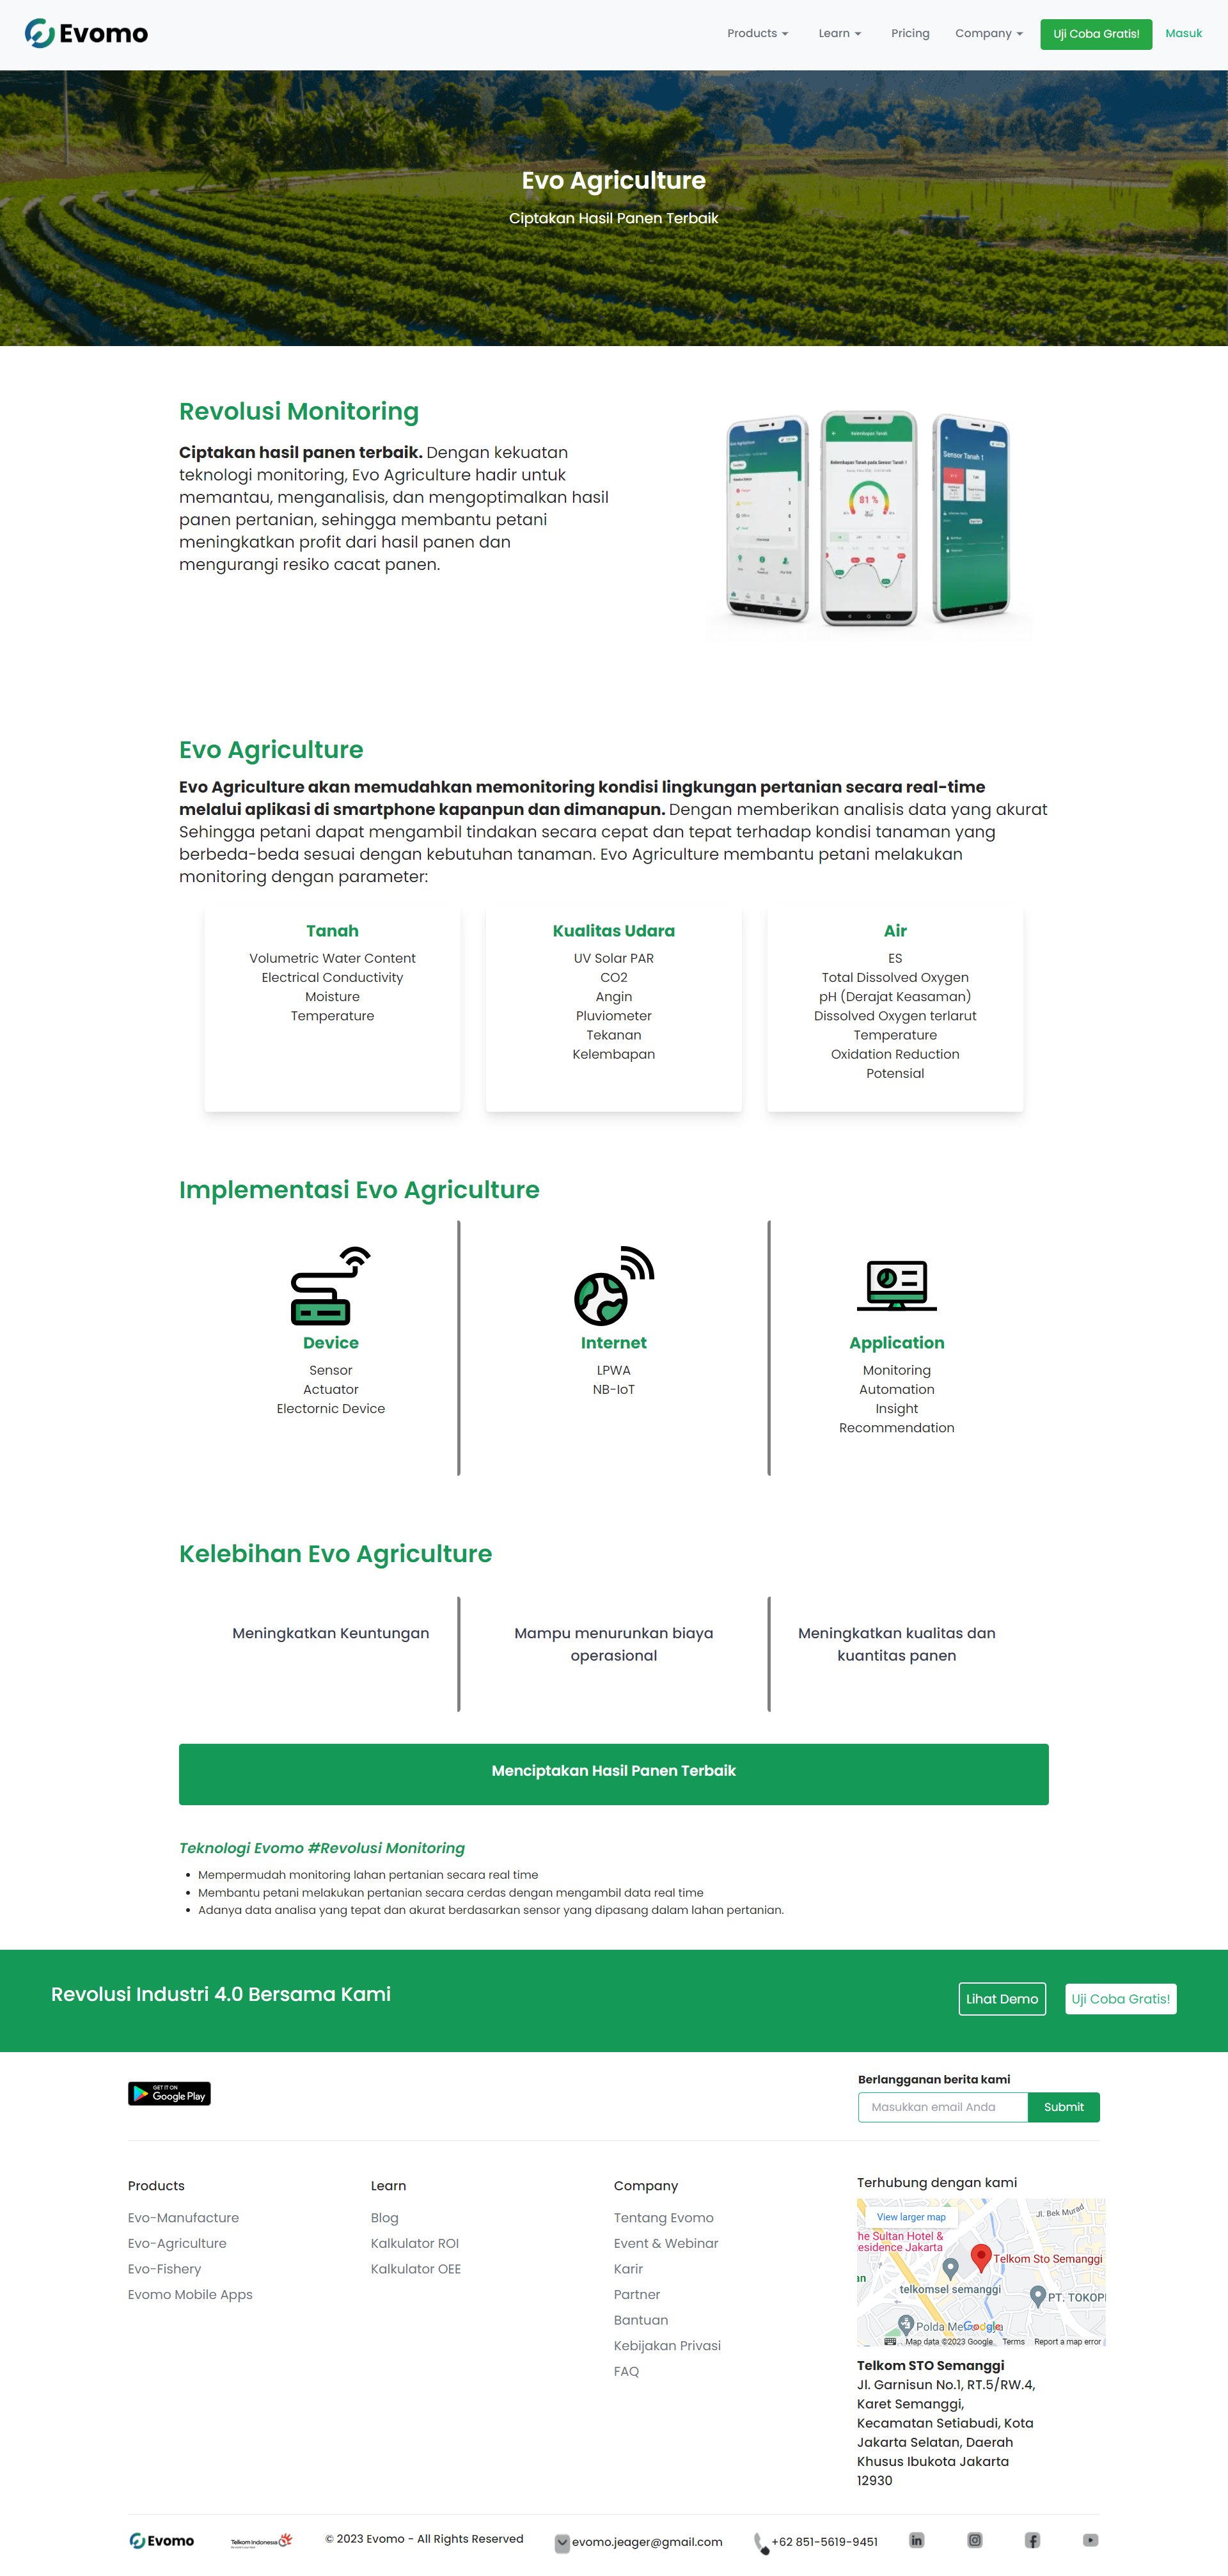 Evomo
Products
Learn
Pricing
Company
Uji Coba Gratis!
Masuk
Evo Agriculture
Ciptakan Hasil Panen Terbaik
Revolusi Monitoring
Ciptakan hasil panen terbaik. Dengan kekuatan
teknologi monitoring, Evo Agriculture hadir untuk
memantau, menganalisis, dan mengoptimalkan hasil
panen pertanian, sehingga membantu petani
meningkatkan profit dari hasil panen dan
mengurangi resiko cacat panen.
Kelembapan Tanah
Kelembapan Tanah pada Sensor Tanah 1
81 %
Sensor Tanah 1
Evo Agriculture
Evo Agriculture akan memudahkan memonitoring kondisi lingkungan pertanian secara real-time
melalui aplikasi di smartphone kapanpun dan dimanapun. Dengan memberikan analisis data yang akurat
Sehingga petani dapat mengambil tindakan secara cepat dan tepat terhadap kondisi tanaman yang
berbeda-beda sesuai dengan kebutuhan tanaman. Evo Agriculture membantu petani melakukan
monitoring dengan parameter:
Tanah
Volumetric Water Content
Electrical Conductivity
Moisture
Temperature
Kualitas Udara
UV Solar PAR
CO2
Angin
Pluviometer
Tekanan
Kelembapan
Air
ES
Total Dissolved Oxygen
pH (Derajat Keasaman)
Dissolved Oxygen terlarut
Temperature
Oxidation Reduction
Potensial
Implementasi Evo Agriculture
Device
Sensor
Actuator
Electornic Device
Internet
LPWA
NB-IoT
Application
Monitoring
Automation
Insight
Recommendation
Kelebihan Evo Agriculture
Meningkatkan Keuntungan
Mampu menurunkan biaya
operasional
Meningkatkan kualitas dan
kuantitas panen
Menciptakan Hasil Panen Terbaik
Teknologi Evomo #Revolusi Monitoring
• Mempermudah monitoring lahan pertanian secara real time
• Membantu petani melakukan pertanian secara cerdas dengan mengambil data real time
• Adanya data analisa yang tepat dan akurat berdasarkan sensor yang dipasang dalam lahan pertanian.
Revolusi Industri 4.0 Bersama Kami
Lihat Demo
Uji Coba Gratis!
GET IT ON
Google Play
Berlangganan berita kami
Masukkan email Anda
Submit
Products
Evo-Manufacture
Evo-Agriculture
Evo-Fishery
Evomo Mobile Apps
Learn
Blog
Kalkulator ROI
Kalkulator OEE
Company
Tentang Evomo
Event & Webinar
Karir
Partner
Bantuan
Kebijakan Privasi
FAQ
Terhubung dengan kami
View larger map
Jl. Bek Murad
he Sultan Hotel &
esidence Jakarta
Telkom Sto Semanggi
an
telkomsel semanggi
PT. TOKOP
Polda Me
Google
Map data ©2023 Google
Terms
Report a map error
Telkom STO Semanggi
Jl. Garnisun No.1, RT.5/RW.4,
Karet Semanggi,
Kecamatan Setiabudi, Kota
Jakarta Selatan, Daerah
Khusus Ibukota Jakarta
12930
Evomo
Telkom Indonesia
© 2023 Evomo - All Rights Reserved
evomo.jeager@gmail.com
+62 851-5619-9451